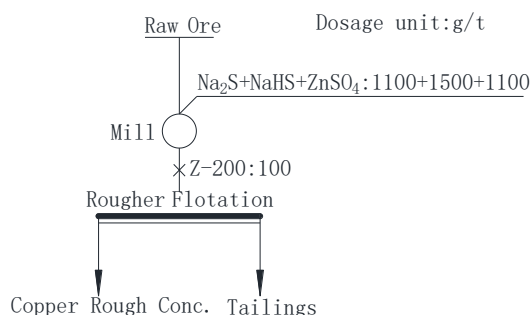 Raw Ore
Dosage unit:g/t
Na₂S+NaHS+ZnSO₄:1100+1500+1100
Mill
Z-200:100
Rougher Flotation
Copper Rough Conc.
Tailings